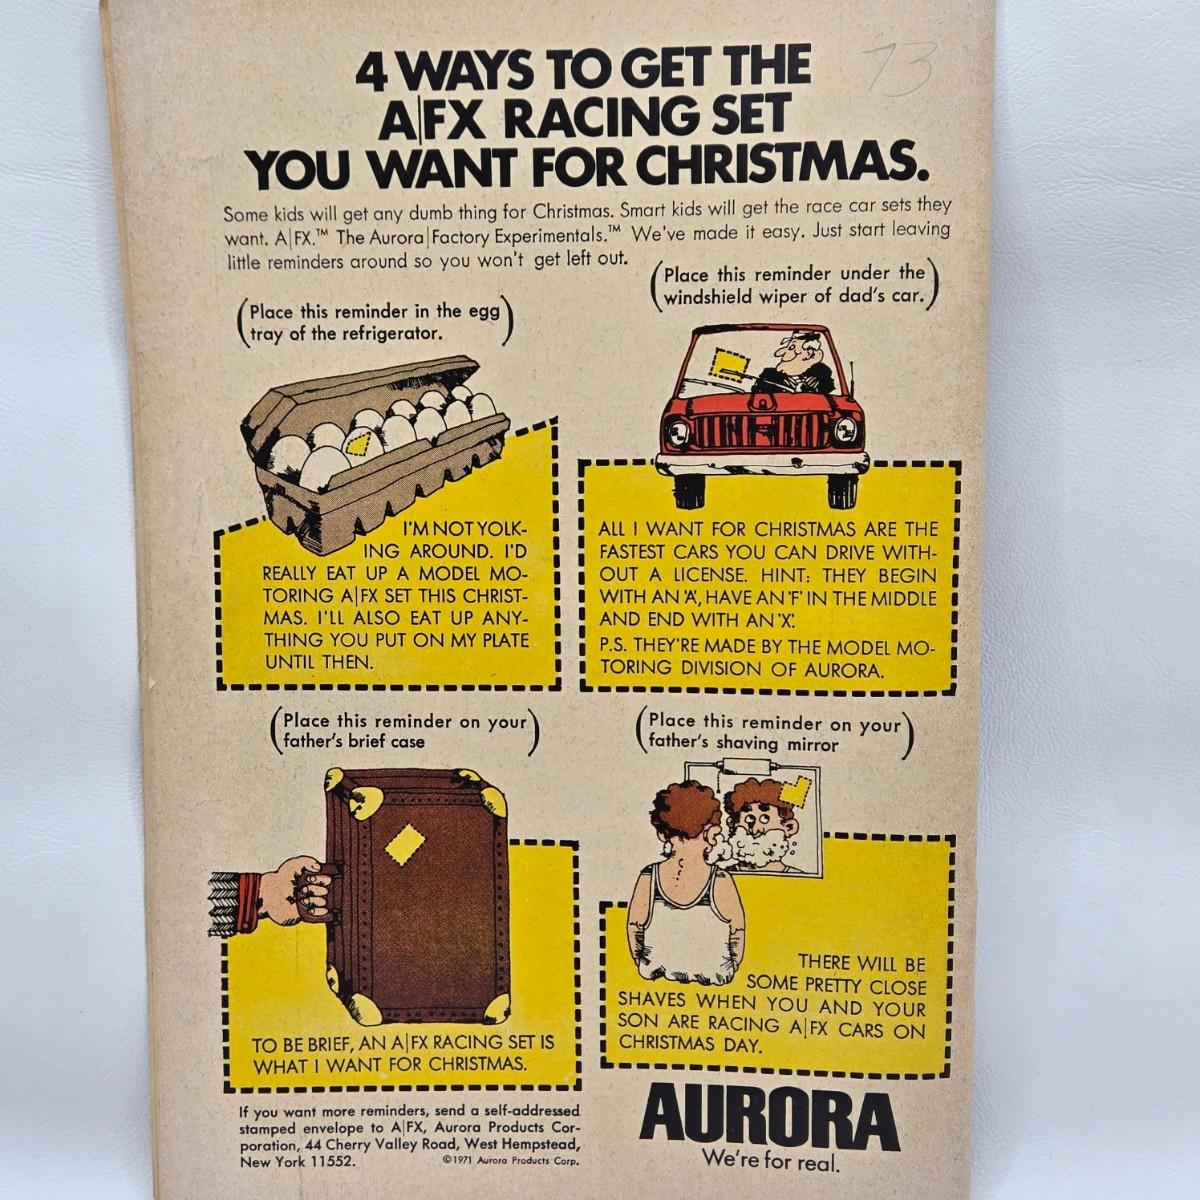 73
4 WAYS TO GET THE
A|FX RACING SET
YOU WANT FOR CHRISTMAS.
Some kids will get any dumb thing for Christmas. Smart kids will get the race car sets they
want. A|FX.™ The Aurora|Factory Experimentals.™ We've made it easy. Just start leaving
little reminders around so you won't get left out.
(Place this reminder in the egg
tray of the refrigerator.)
I'M NOT YOLK-
ING AROUND. I'D
REALLY EAT UP A MODEL MO-
TORING A|FX SET THIS CHRIST-
MAS. I'LL ALSO EAT UP ANY-
THING YOU PUT ON MY PLATE
UNTIL THEN.
(Place this reminder under the
windshield wiper of dad's car.)
ALL I WANT FOR CHRISTMAS ARE THE
FASTEST CARS YOU CAN DRIVE WITH-
OUT A LICENSE. HINT: THEY BEGIN
WITH AN 'A', HAVE AN 'F' IN THE MIDDLE
AND END WITH AN 'X'.
P.S. THEY'RE MADE BY THE MODEL MO-
TORING DIVISION OF AURORA.
(Place this reminder on your
father's brief case)
TO BE BRIEF, AN A|FX RACING SET IS
WHAT I WANT FOR CHRISTMAS.
(Place this reminder on your
father's shaving mirror)
THERE WILL BE
SOME PRETTY CLOSE
SHAVES WHEN YOU AND YOUR
SON ARE RACING A|FX CARS ON
CHRISTMAS DAY.
If you want more reminders, send a self-addressed
stamped envelope to A|FX, Aurora Products Cor-
poration, 44 Cherry Valley Road, West Hempstead,
New York 11552. ©1971 Aurora Products Corp.
AURORA
We're for real.